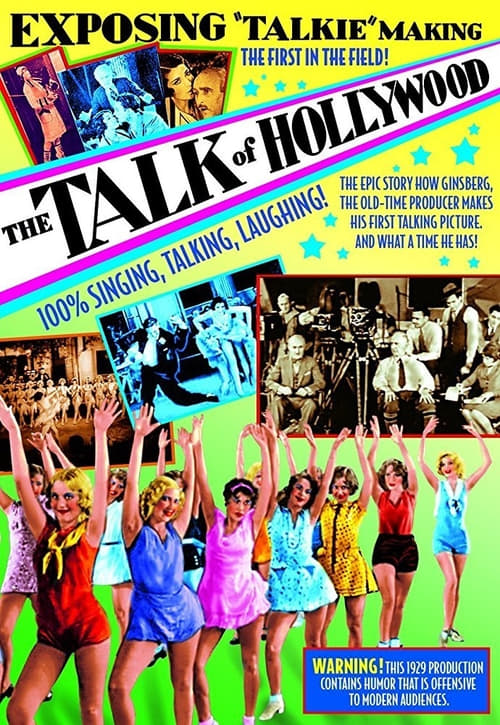 EXPOSING "TALKIE" MAKING
THE FIRST IN THE FIELD!
THE TALK of HOLLYWOOD
100% SINGING, TALKING, LAUGHING!
THE EPIC STORY HOW GINSBERG,
THE OLD-TIME PRODUCER MAKES
HIS FIRST TALKING PICTURE.
AND WHAT A TIME HE HAS!
WARNING! THIS 1929 PRODUCTION
CONTAINS HUMOR THAT IS OFFENSIVE
TO MODERN AUDIENCES.